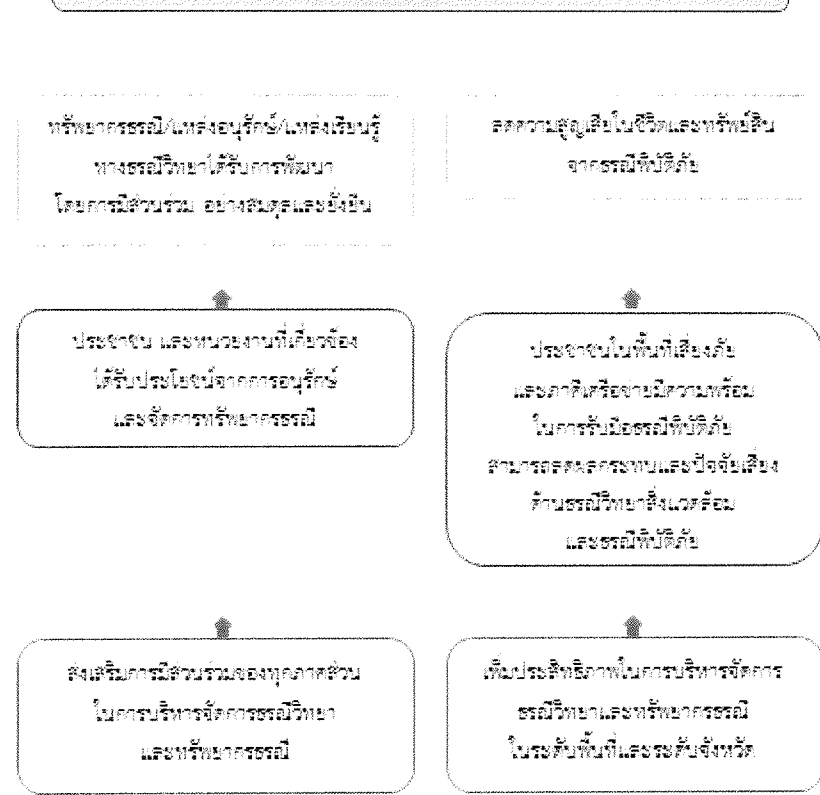 ทรัพยากรธรณี/แหล่งอนุรักษ์/แหล่งเรียนรู้
ทางธรณีวิทยาได้รับการพัฒนา
โดยการมีส่วนร่วม อย่างสมดุลและยั่งยืน
ลดความสูญเสียในชีวิตและทรัพย์สิน
จากธรณีพิบัติภัย
ประชาชน และหน่วยงานที่เกี่ยวข้อง
ได้รับประโยชน์จากการอนุรักษ์
และจัดการทรัพยากรธรณี
ประชาชนในพื้นที่เสี่ยงภัย
และภาคีเครือข่ายมีความพร้อม
ในการรับมือธรณีพิบัติภัย
สามารถลดผลกระทบและปัจจัยเสี่ยง
ด้านธรณีวิทยาสิ่งแวดล้อม
และธรณีพิบัติภัย
ส่งเสริมการมีส่วนร่วมของทุกภาคส่วน
ในการบริหารจัดการธรณีวิทยา
และทรัพยากรธรณี
เพิ่มประสิทธิภาพในการบริหารจัดการ
ธรณีวิทยาและทรัพยากรธรณี
ในระดับพื้นที่และระดับจังหวัด